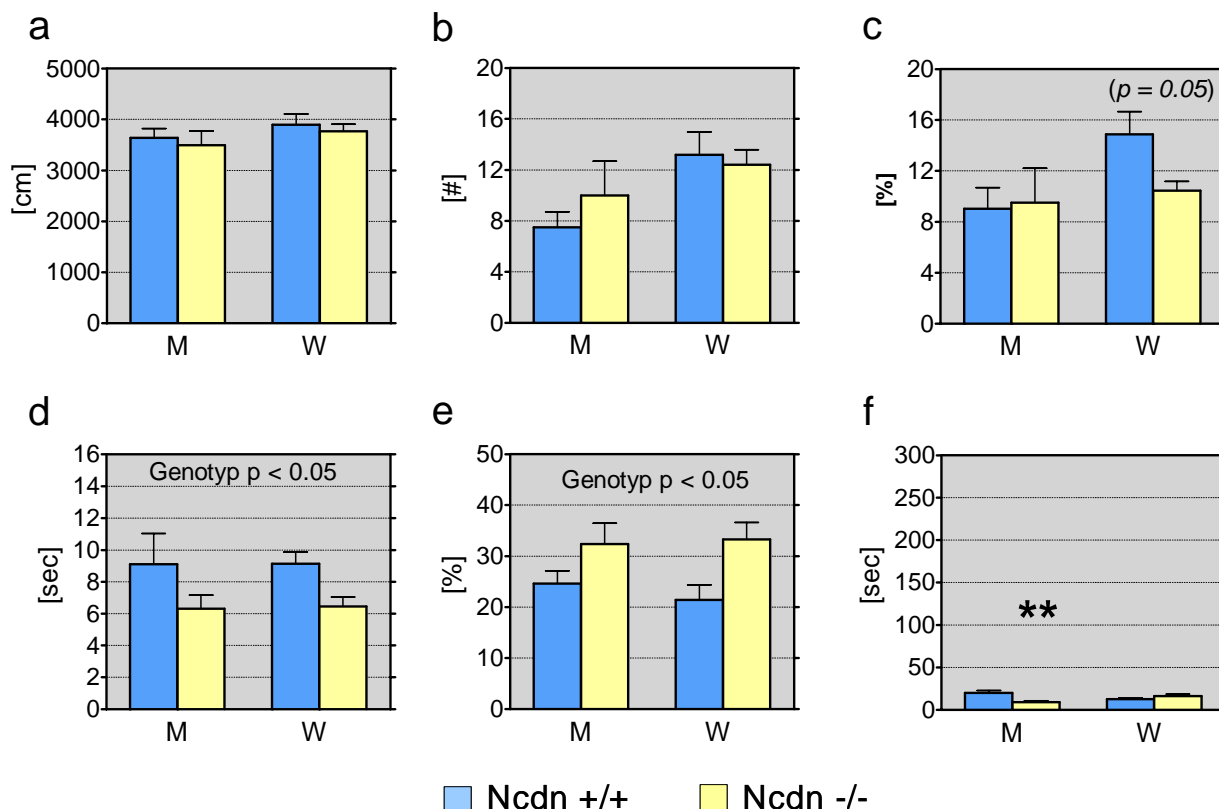 a
5000
4000
3000
2000
1000
0
[cm]
M W
b
20
16
12
8
4
0
[#]
M W
c
20
16
12
8
4
0
[%]
(p = 0.05)
M W
d
16
14
12
10
8
6
4
2
0
[sec]
Genotyp p < 0.05
M W
e
50
40
30
20
10
0
[%]
Genotyp p < 0.05
M W
f
300
250
200
150
100
50
0
[sec]
**
M W
Ncdn +/+ Ncdn -/-